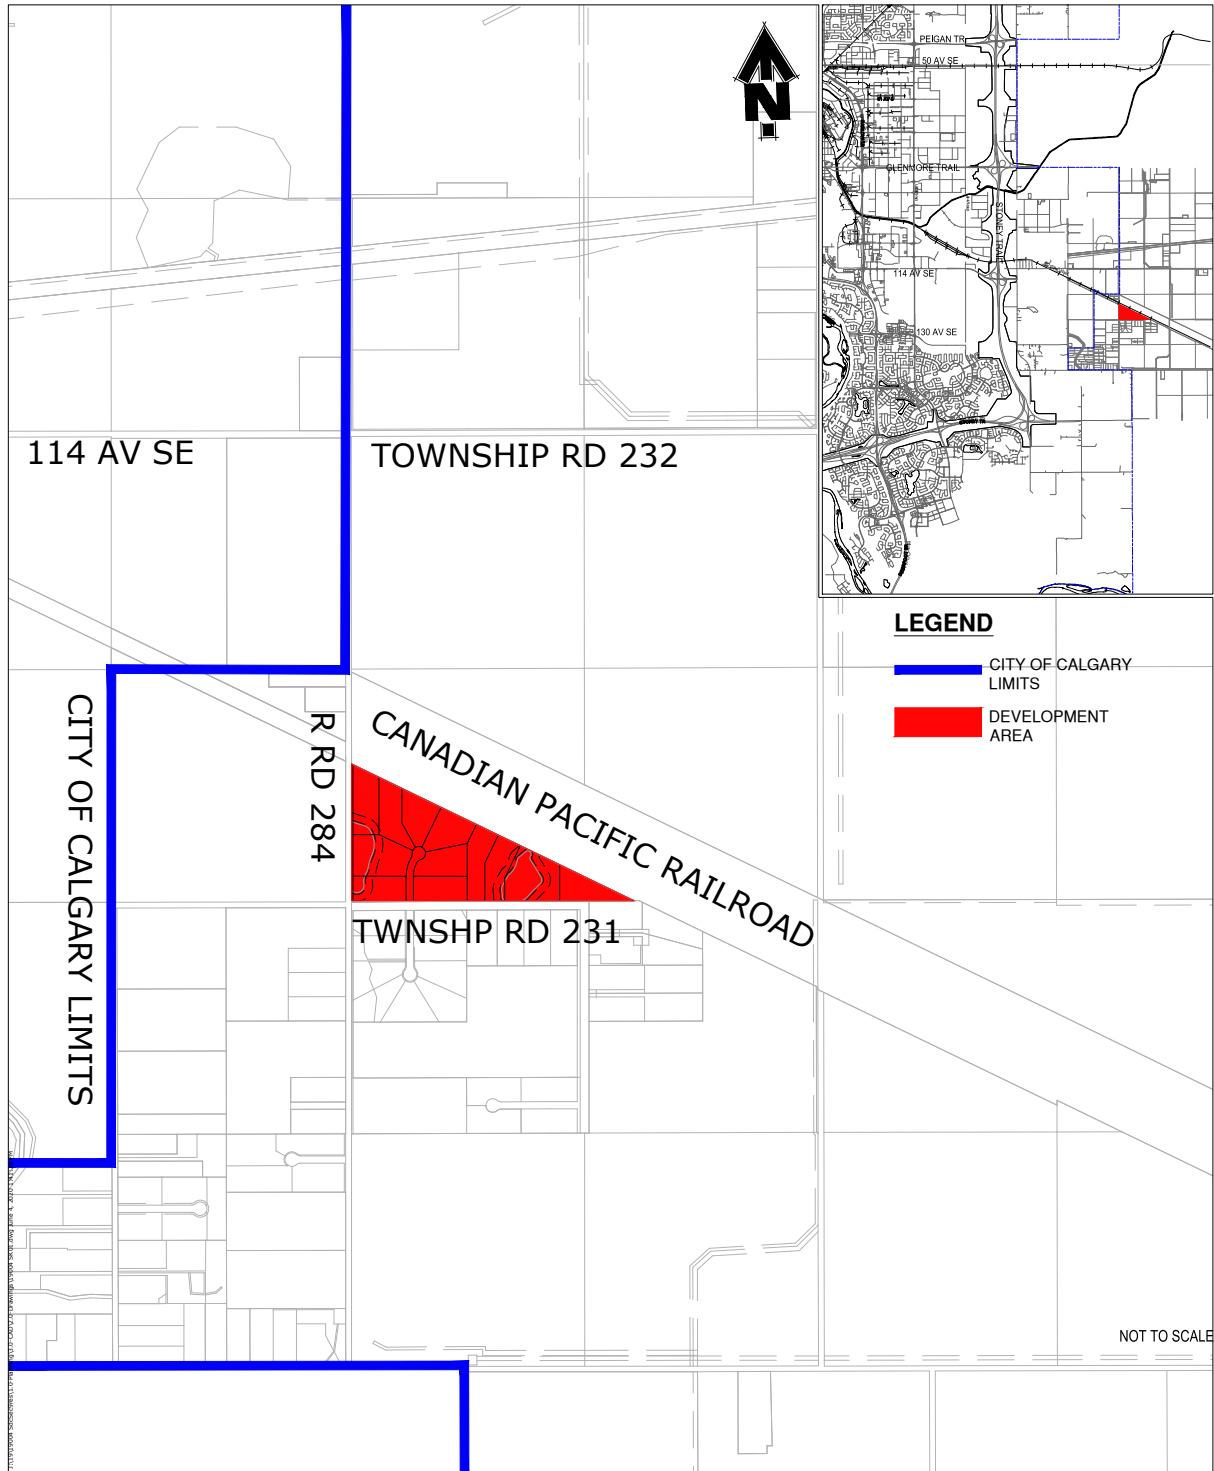 N
PEIGAN TR
50 AV SE
GLENMORE TRAIL
STONEY TRAIL
114 AV SE
130 AV SE
114 AV SE
TOWNSHIP RD 232
LEGEND
CITY OF CALGARY
LIMITS
DEVELOPMENT
AREA
CITY OF CALGARY LIMITS
R RD 284
CANADIAN PACIFIC RAILROAD
TWNSHP RD 231
NOT TO SCALE